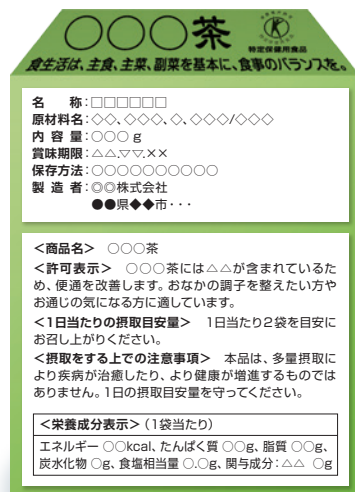 ○○○茶
特定保健用食品
食生活は、主食、主菜、副菜を基本に、食事のバランスを。
名　　称:□□□□□□
原材料名:◇◇、◇◇◇、◇、◇◇◇/◇◇◇
内 容 量:○○○ g
賞味期限:△△.▽▽.××
保存方法:○○○○○○○○○○
製 造 者:◎◎株式会社
●●県◆◆市・・・
<商品名>　○○○茶
<許可表示>　○○○茶には△△が含まれているた
め、便通を改善します。おなかの調子を整えたい方や
お通じの気になる方に適しています。
<1日当たりの摂取目安量>　1日当たり2袋を目安に
お召し上がりください。
<摂取をする上での注意事項>　本品は、多量摂取に
より疾病が治癒したり、より健康が増進するものでは
ありません。1日の摂取目安量を守ってください。
<栄養成分表示>(1袋当たり)
エネルギー ○○kcal、たんぱく質 ○○g、脂質 ○○g、
炭水化物 ○g、食塩相当量 ○.○g、関与成分:△△ ○g